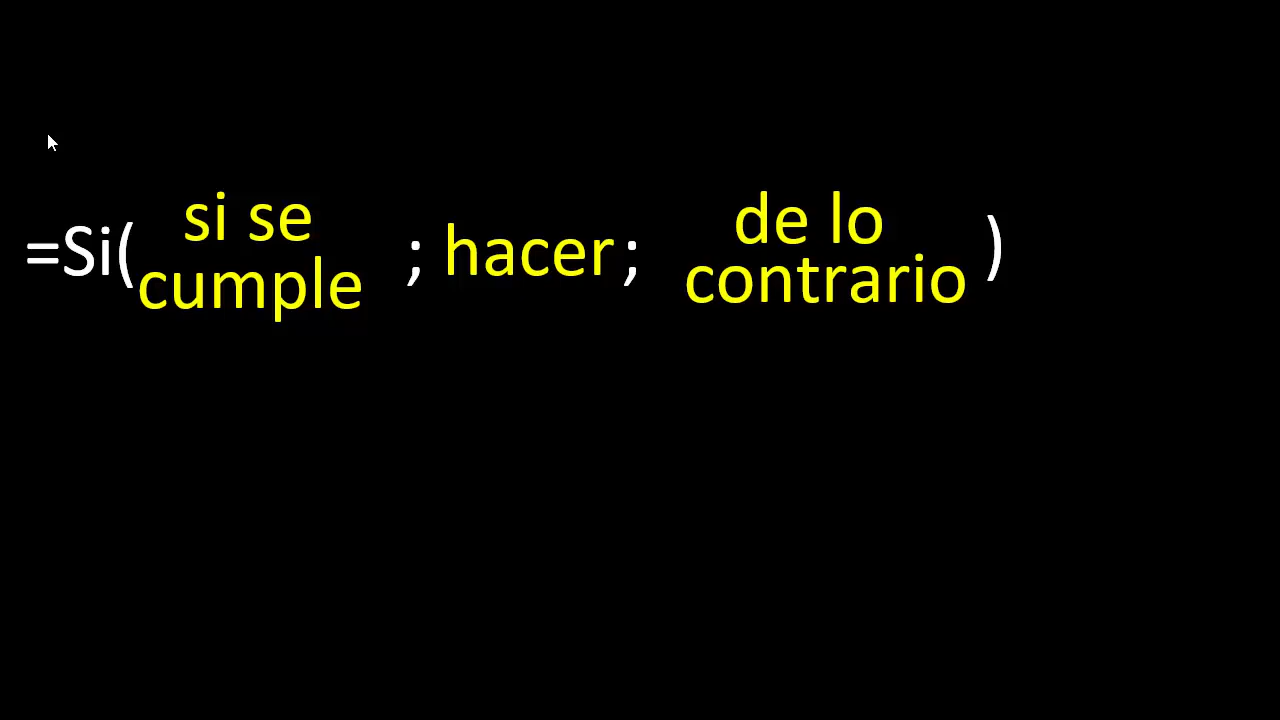 =Si( si se cumple ; hacer ; de lo contrario )